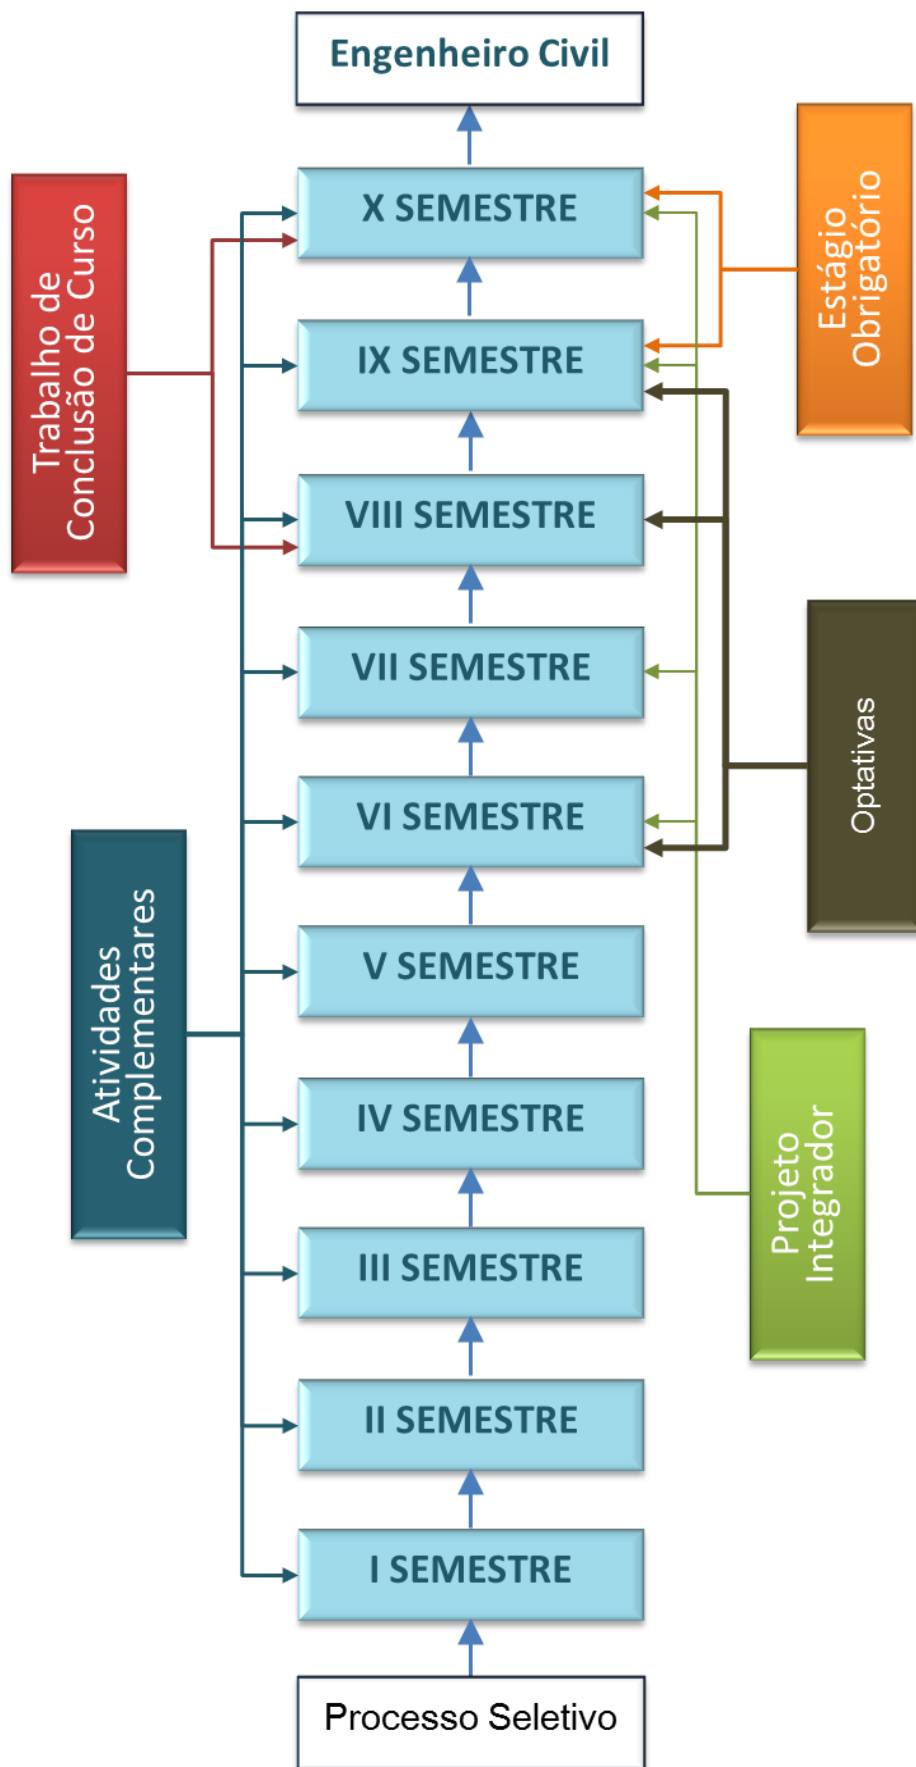 Engenheiro Civil
X SEMESTRE
IX SEMESTRE
VIII SEMESTRE
VII SEMESTRE
VI SEMESTRE
V SEMESTRE
IV SEMESTRE
III SEMESTRE
II SEMESTRE
I SEMESTRE
Processo Seletivo
Trabalho de
Conclusão de Curso
Atividades
Complementares
Estágio
Obrigatório
Optativas
Projeto
Integrador